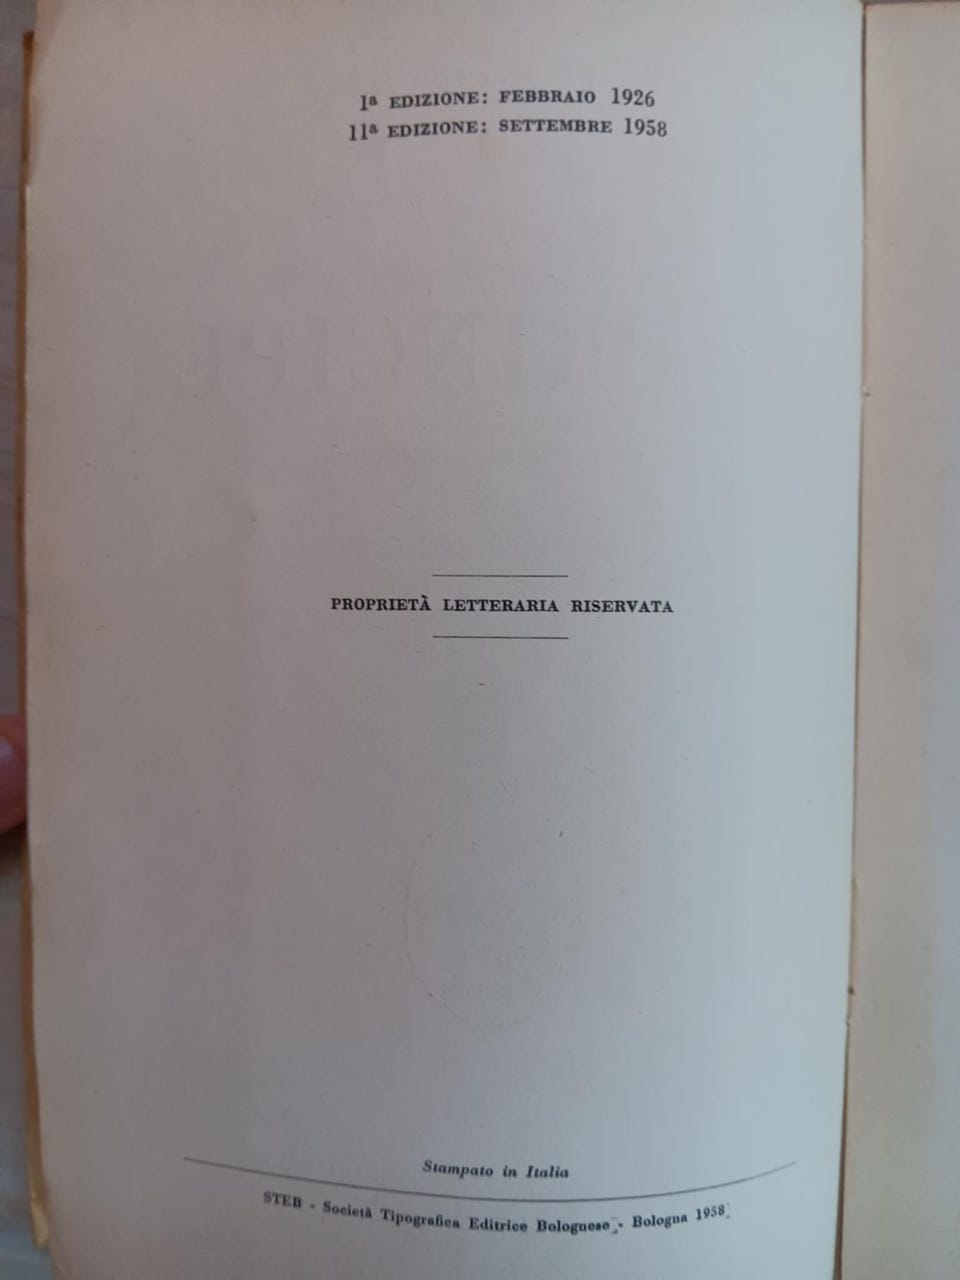 1ª EDIZIONE: FEBBRAIO 1926
11ª EDIZIONE: SETTEMBRE 1958
PRINCIPE
PROPRIETÀ LETTERARIA RISERVATA
Stampato in Italia
STEB - Società Tipografica Editrice Bolognese - Bologna 1958